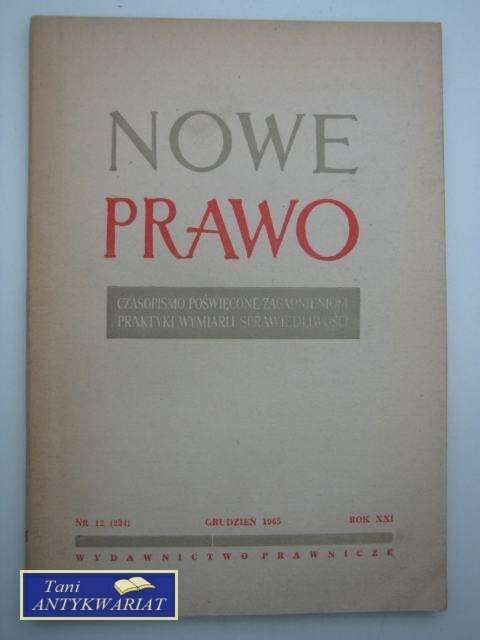 NOWE
PRAWO
CZASOPISMO POŚWIĘCONE ZAGADNIENIOM
PRAKTYKI WYMIARU SPRAWIEDLIWOŚCI
NR 12 (234) GRUDZIEŃ 1965 ROK XXI
WYDAWNICTWO PRAWNICZE
Tani
ANTYKWARIAT